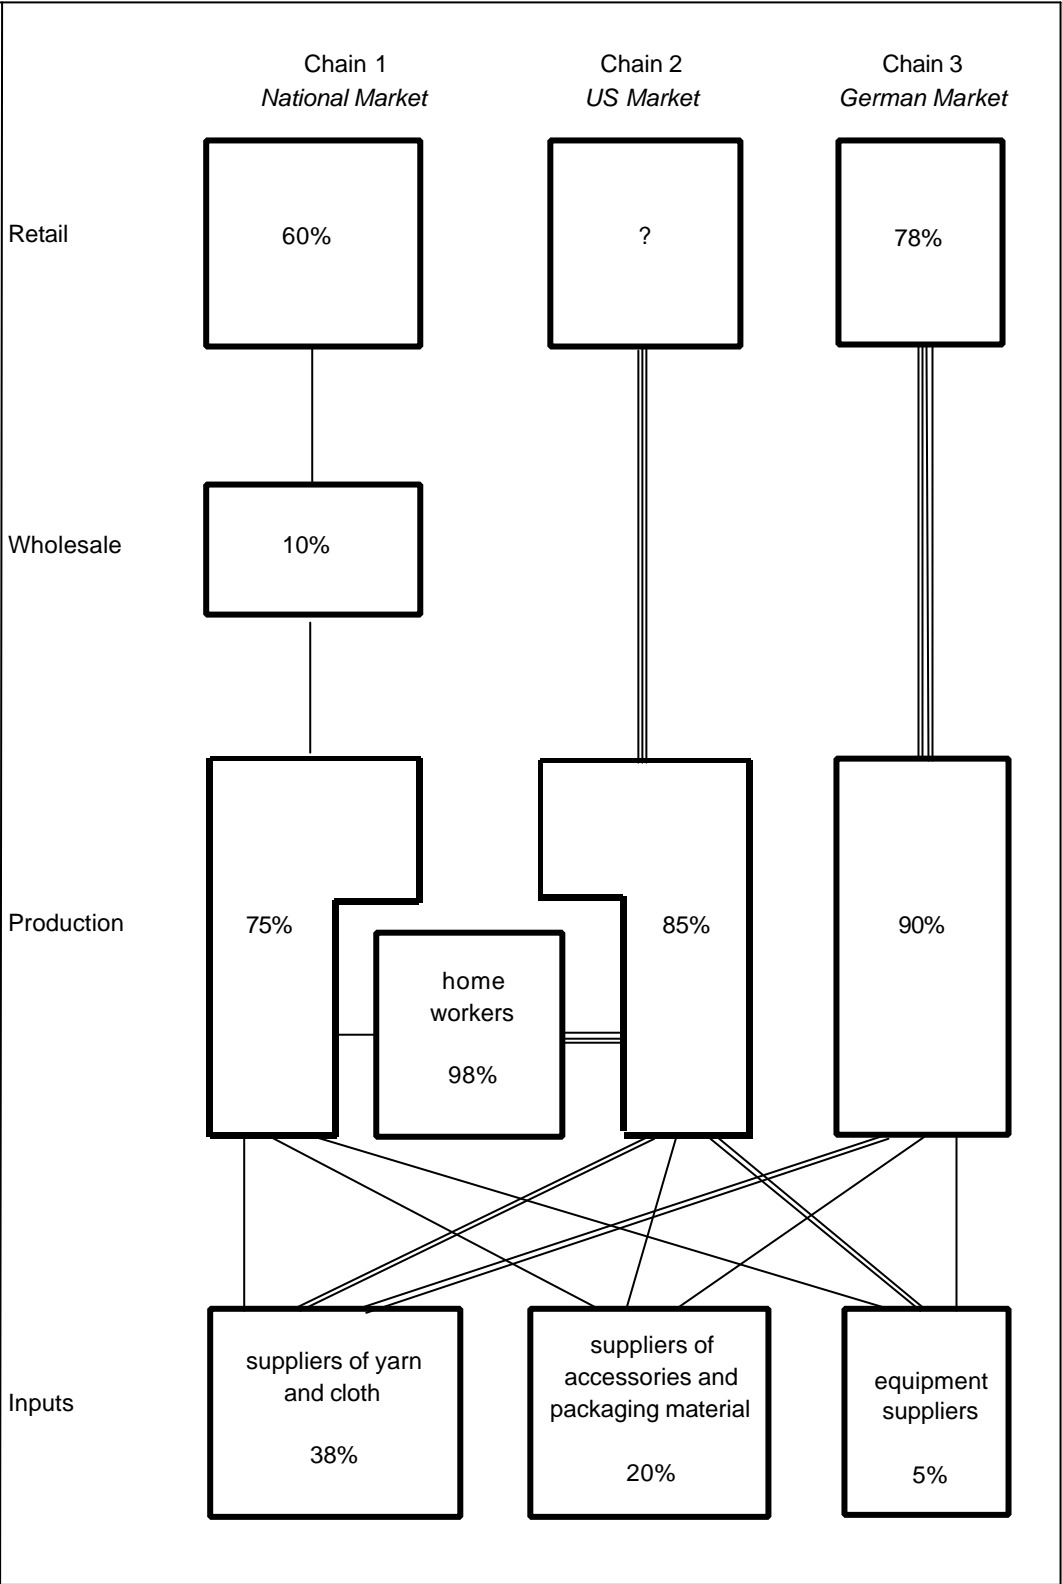 Chain 1
Chain 2
Chain 3
National Market
US Market
German Market
Retail
60%
?
78%
Wholesale
10%
Production
75%
85%
90%
home
workers
98%
Inputs
suppliers of yarn
and cloth
38%
suppliers of
accessories and
packaging material
20%
equipment
suppliers
5%